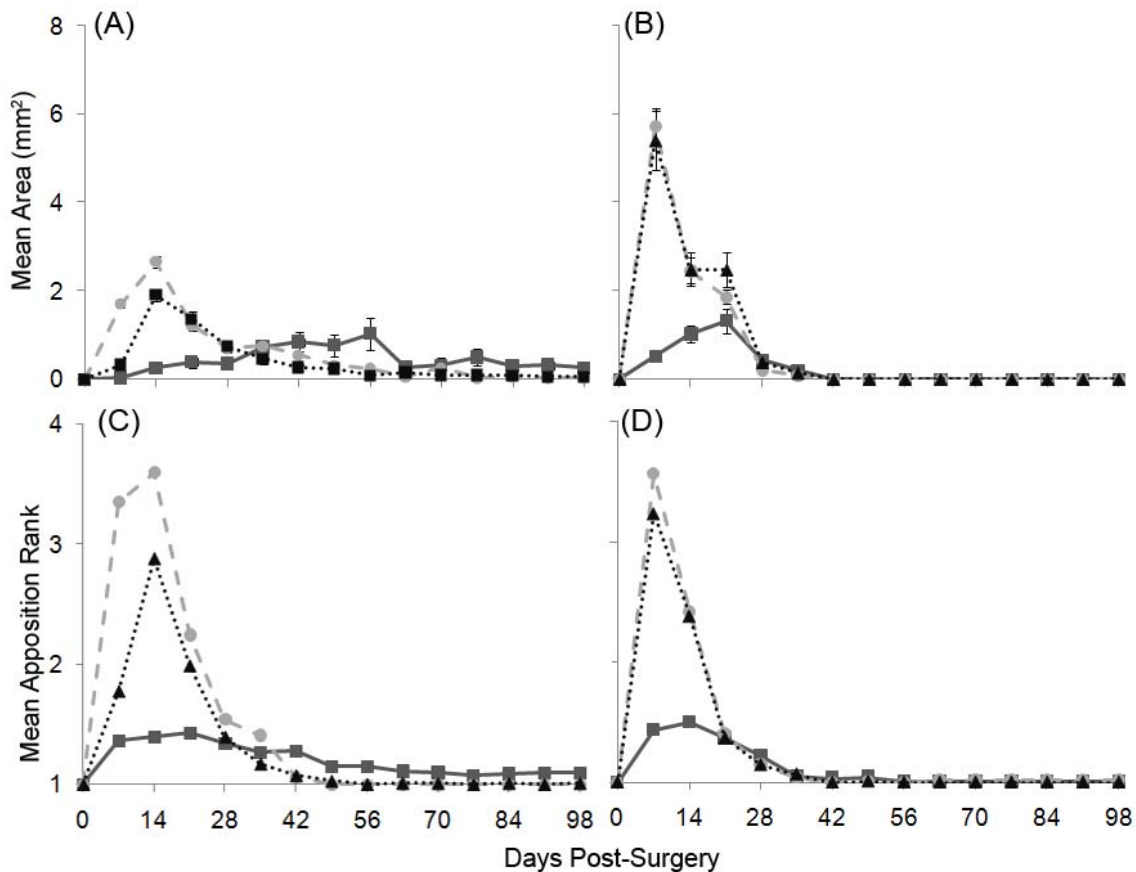 (A)
(B)
Mean Area (mm²)
8
6
4
2
0
(C)
(D)
Mean Apposition Rank
4
3
2
1
0 14 28 42 56 70 84 98
0 14 28 42 56 70 84 98
Days Post-Surgery